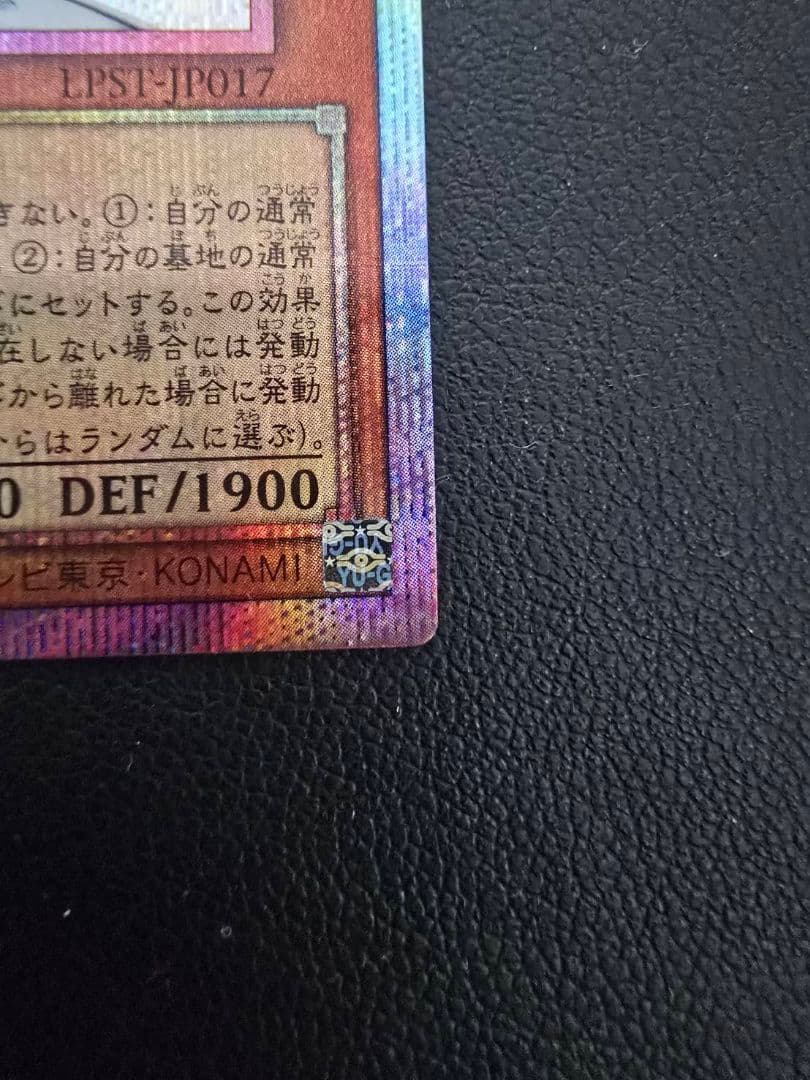 LPST-JP017
きない。①:自分の通常
②:自分の墓地の通常
にセットする。この効果
在しない場合には発動
から離れた場合に発動
からはランダムに選ぶ)。
0 DEF/1900
レビ東京・KONAMI
YU-G